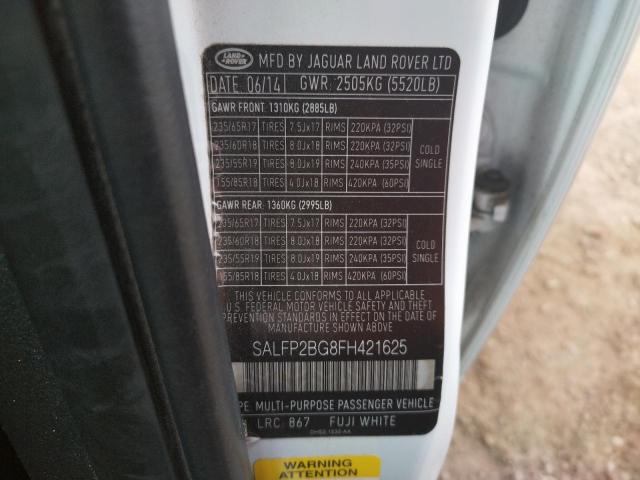 LAND ROVER
MFD BY JAGUAR LAND ROVER LTD
DATE 06/14 GWR: 2505KG (5520LB)
GAWR FRONT: 1310KG (2885LB)
235/65R17 TIRES 7.5Jx17 RIMS 220KPA (32PSI)
235/60R18 TIRES 8.0Jx18 RIMS 220KPA (32PSI)
235/55R19 TIRES 8.0Jx19 RIMS 240KPA (35PSI)
155/85R18 TIRES 4.0Jx18 RIMS 420KPA (60PSI)
COLD
SINGLE
GAWR REAR: 1360KG (2995LB)
235/65R17 TIRES 7.5Jx17 RIMS 220KPA (32PSI)
235/60R18 TIRES 8.0Jx18 RIMS 220KPA (32PSI)
235/55R19 TIRES 8.0Jx19 RIMS 240KPA (35PSI)
155/85R18 TIRES 4.0Jx18 RIMS 420KPA (60PSI)
COLD
SINGLE
THIS VEHICLE CONFORMS TO ALL APPLICABLE
U.S. FEDERAL MOTOR VEHICLE SAFETY AND THEFT
PREVENTION STANDARDS IN EFFECT ON THE DATE
OF MANUFACTURE SHOWN ABOVE.
SALFP2BG8FH421625
YPE: MULTI-PURPOSE PASSENGER VEHICLE
LRC: 867 FUJI WHITE
WARNING
ATTENTION